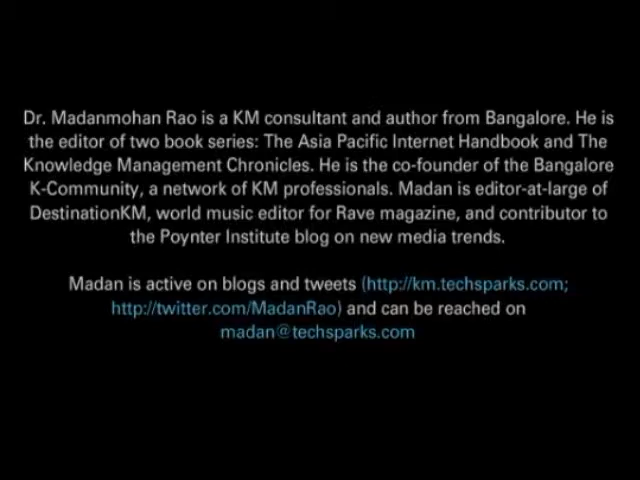 Dr. Madanmohan Rao is a KM consultant and author from Bangalore. He is
the editor of two book series: The Asia Pacific Internet Handbook and The
Knowledge Management Chronicles. He is the co-founder of the Bangalore
K-Community, a network of KM professionals. Madan is editor-at-large of
DestinationKM, world music editor for Rave magazine, and contributor to
the Poynter Institute blog on new media trends.
Madan is active on blogs and tweets (http://km.techsparks.com;
http://twitter.com/MadanRao) and can be reached on
madan@techsparks.com